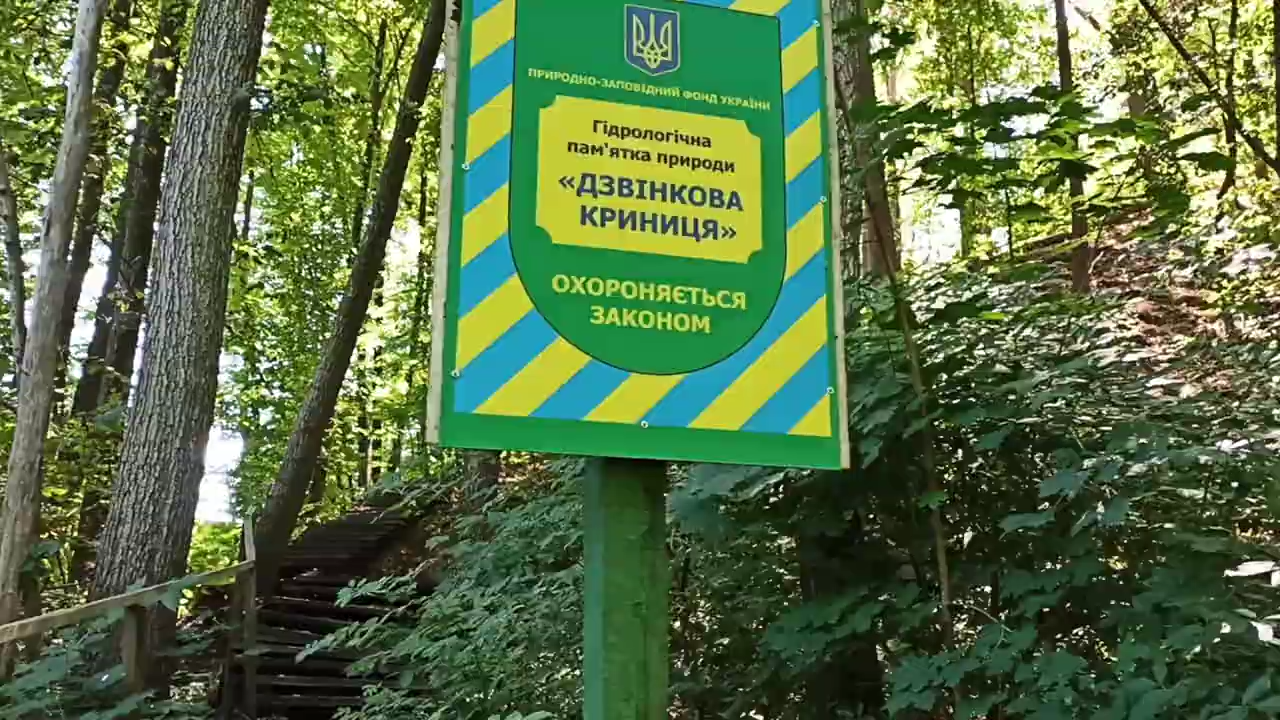 ПРИРОДНО-ЗАПОВІДНИЙ ФОНД УКРАЇНИ
Гідрологічна
пам'ятка природи
«ДЗВІНКОВА
КРИНИЦЯ»
ОХОРОНЯЄТЬСЯ
ЗАКОНОМ